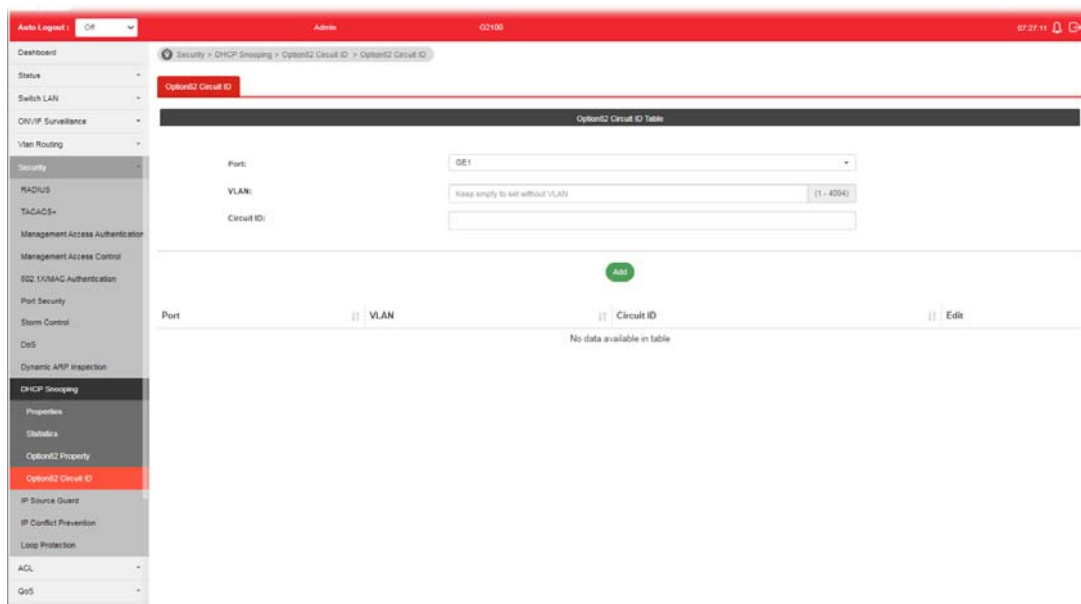 Auto Logout : Off Admin G2100 07:27:11
Dashboard
Status
Switch LAN
ONVIF Surveillance
Vlan Routing
Security
RADIUS
TACACS+
Management Access Authentication
Management Access Control
802.1X/MAC Authentication
Port Security
Storm Control
DoS
Dynamic ARP Inspection
DHCP Snooping
Properties
Statistics
Option82 Property
Option82 Circuit ID
IP Source Guard
IP Conflict Prevention
Loop Protection
ACL
QoS
Security > DHCP Snooping > Option82 Circuit ID > Option82 Circuit ID
Option82 Circuit ID
Option82 Circuit ID Table
Port: GE1
VLAN: Keep empty to set without VLAN (1 - 4094)
Circuit ID:
Add
Port VLAN Circuit ID Edit
No data available in table